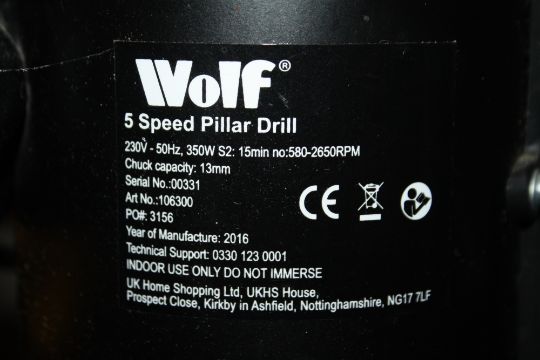 Wolf®
5 Speed Pillar Drill
230V - 50Hz, 350W S2: 15min no:580-2650RPM
Chuck capacity: 13mm
Serial No.:00331
Art No.:106300
PO#: 3156
Year of Manufacture: 2016
Technical Support: 0330 123 0001
INDOOR USE ONLY DO NOT IMMERSE
UK Home Shopping Ltd, UKHS House,
Prospect Close, Kirkby in Ashfield, Nottinghamshire, NG17 7LF
CE